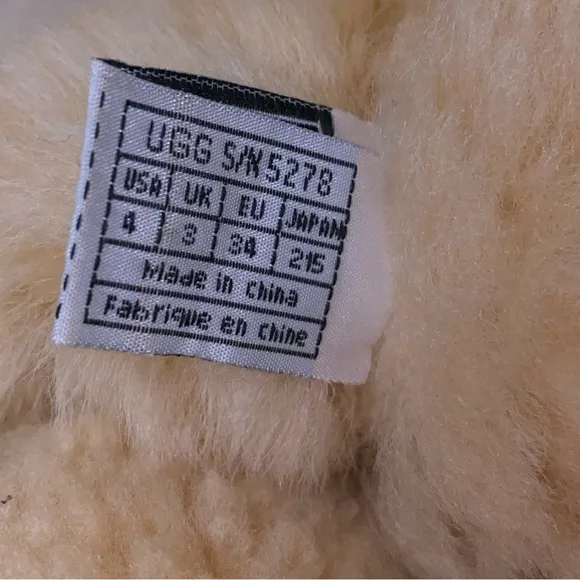 UGG S/N 5278
USA UK EU JAPAN
4 3 34 215
Made in China
Fabrique en chine